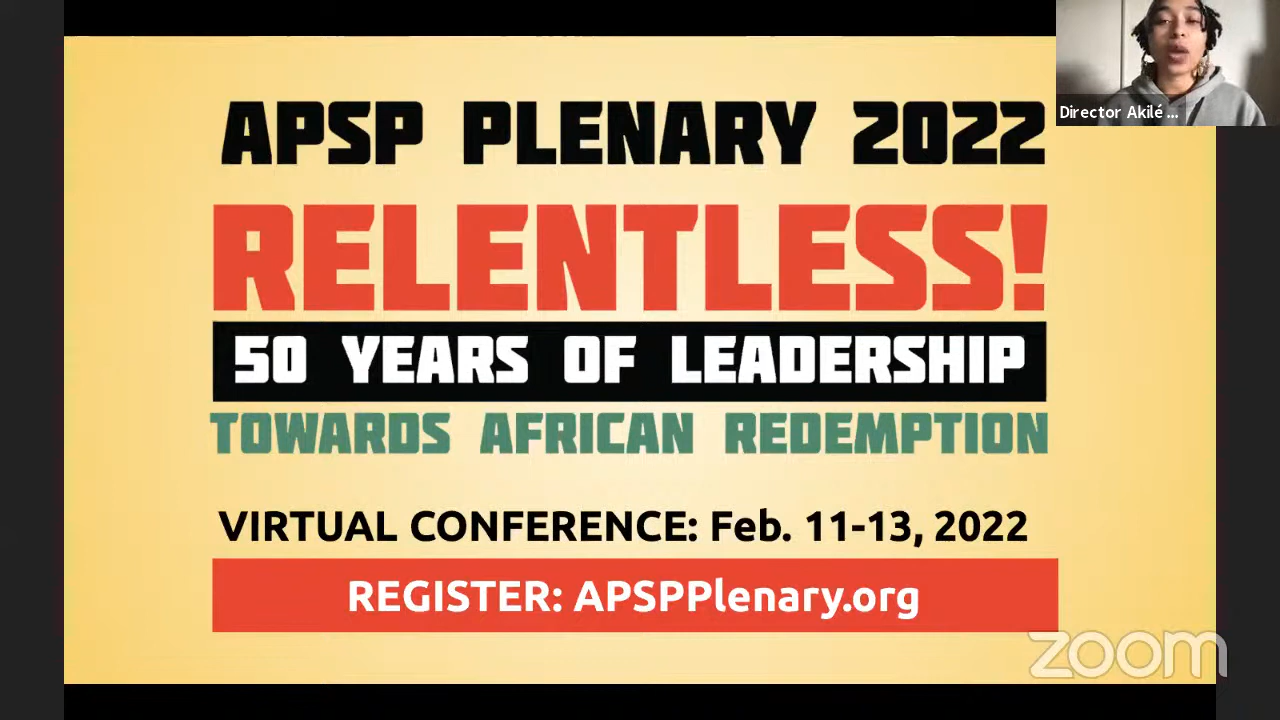 APSP PLENARY 2022
Director Akilé ...
RELENTLESS!
50 YEARS OF LEADERSHIP
TOWARDS AFRICAN REDEMPTION
VIRTUAL CONFERENCE: Feb. 11-13, 2022
REGISTER: APSPPlenary.org
zoom